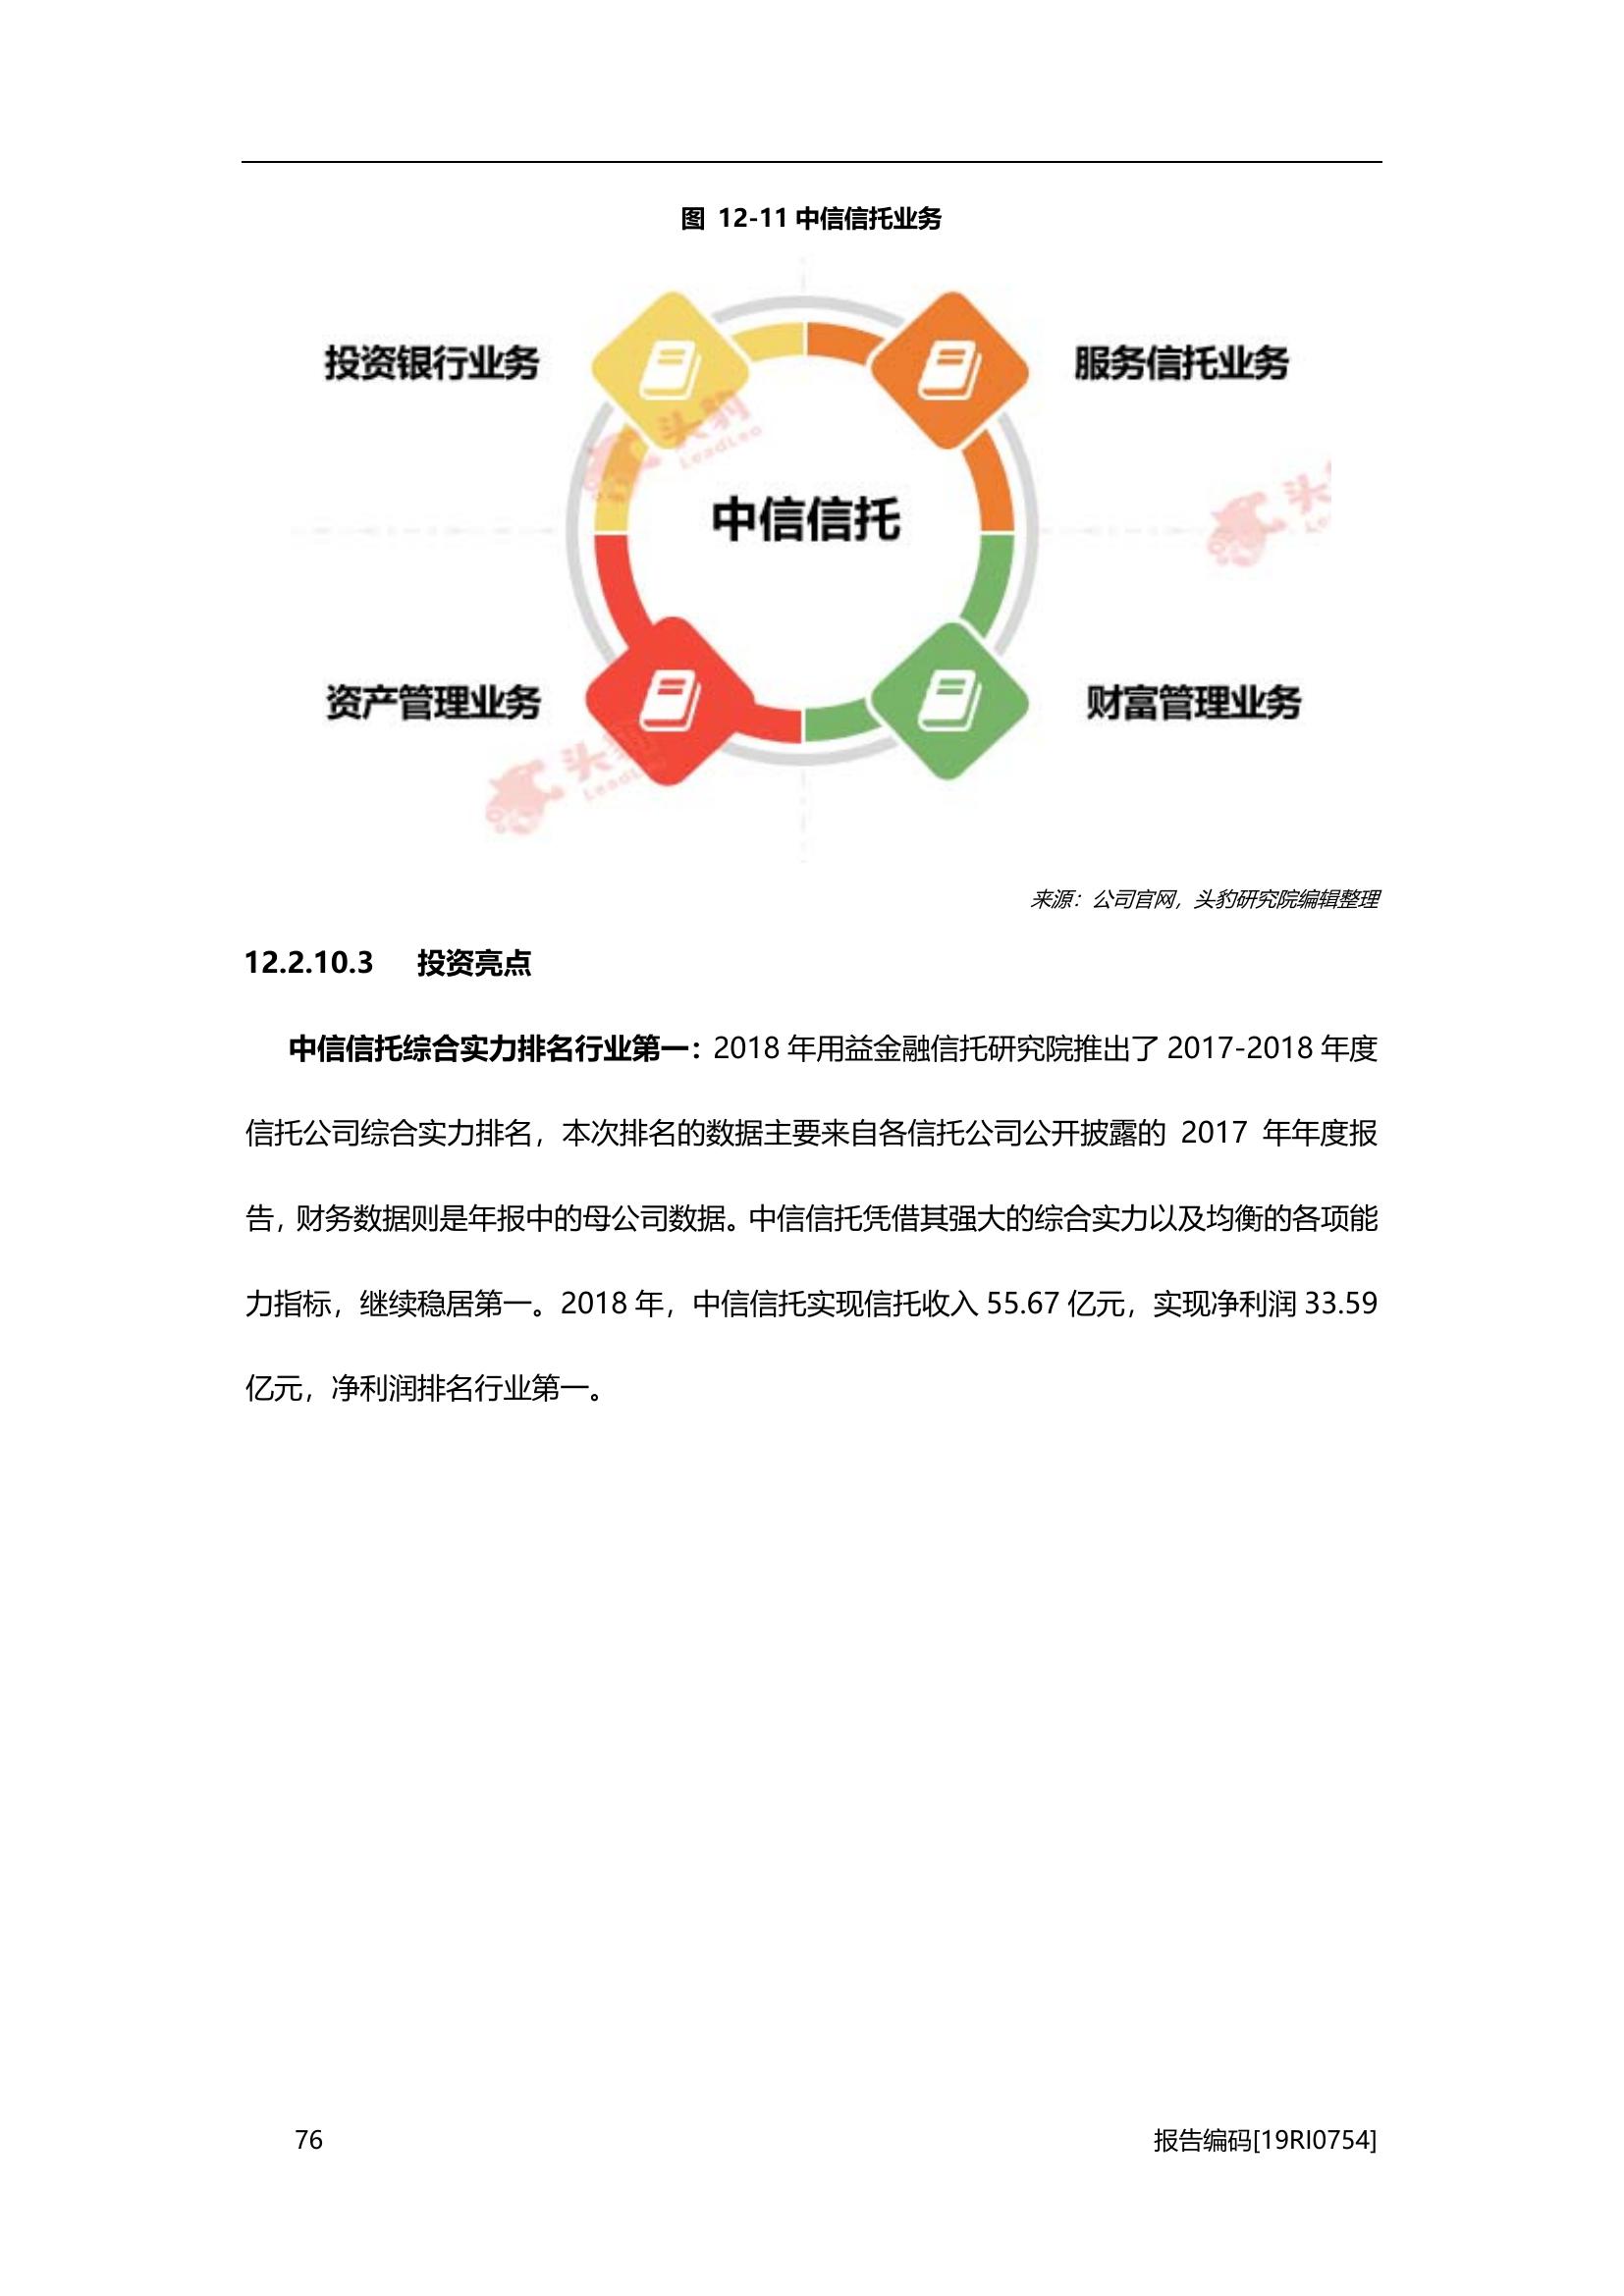 图 12-11 中信信托业务
投资银行业务
服务信托业务
头豹
LeadLeo
中信信托
头
资产管理业务
财富管理业务
头豹
来源：公司官网，头豹研究院编辑整理
12.2.10.3 投资亮点
中信信托综合实力排名行业第一：2018 年用益金融信托研究院推出了 2017-2018 年度
信托公司综合实力排名，本次排名的数据主要来自各信托公司公开披露的 2017 年年度报
告，财务数据则是年报中的母公司数据。中信信托凭借其强大的综合实力以及均衡的各项能
力指标，继续稳居第一。2018 年，中信信托实现信托收入 55.67 亿元，实现净利润 33.59
亿元，净利润排名行业第一。
76
报告编码[19RI0754]